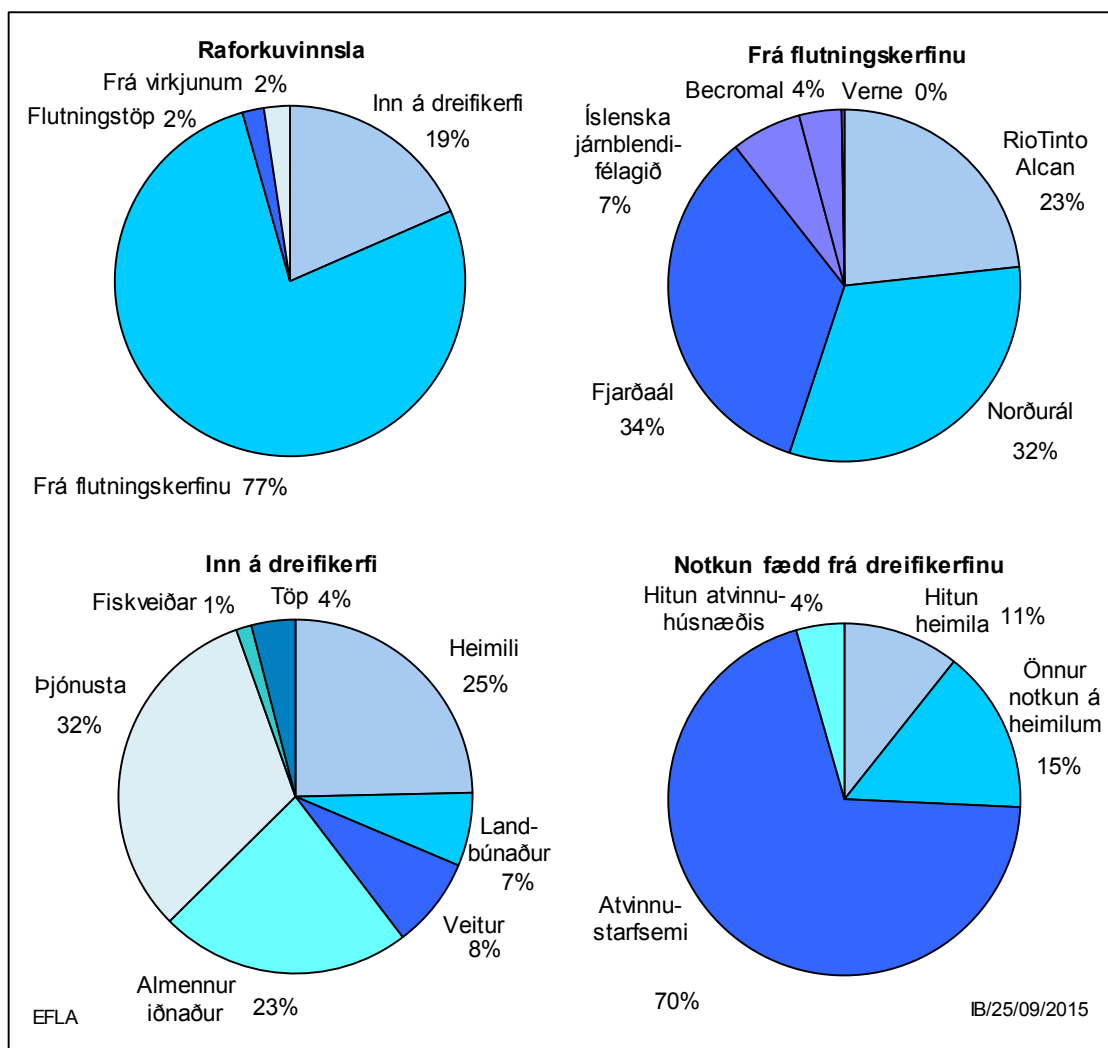 Raforkuvinnsla
Frá virkjunum 2%
Flutningstöp 2%
Inn á dreifikerfi
19%
Frá flutningskerfinu 77%
Frá flutningskerfinu
Becromal 4%
Verne 0%
Íslenska
járnblendi-
félagið
7%
RioTinto
Alcan
23%
Fjarðaál
34%
Norðurál
32%
Inn á dreifikerfi
Fiskveiðar 1%
Töp 4%
Heimili
25%
Þjónusta
32%
Land-
búnaður
7%
Veitur
8%
Almennur
iðnaður
23%
EFLA
Notkun fædd frá dreifikerfinu
Hitun atvinnu-
húsnæðis
4%
Hitun
heimila
11%
Önnur
notkun á
heimilum
15%
Atvinnu-
starfsemi
70%
IB/25/09/2015